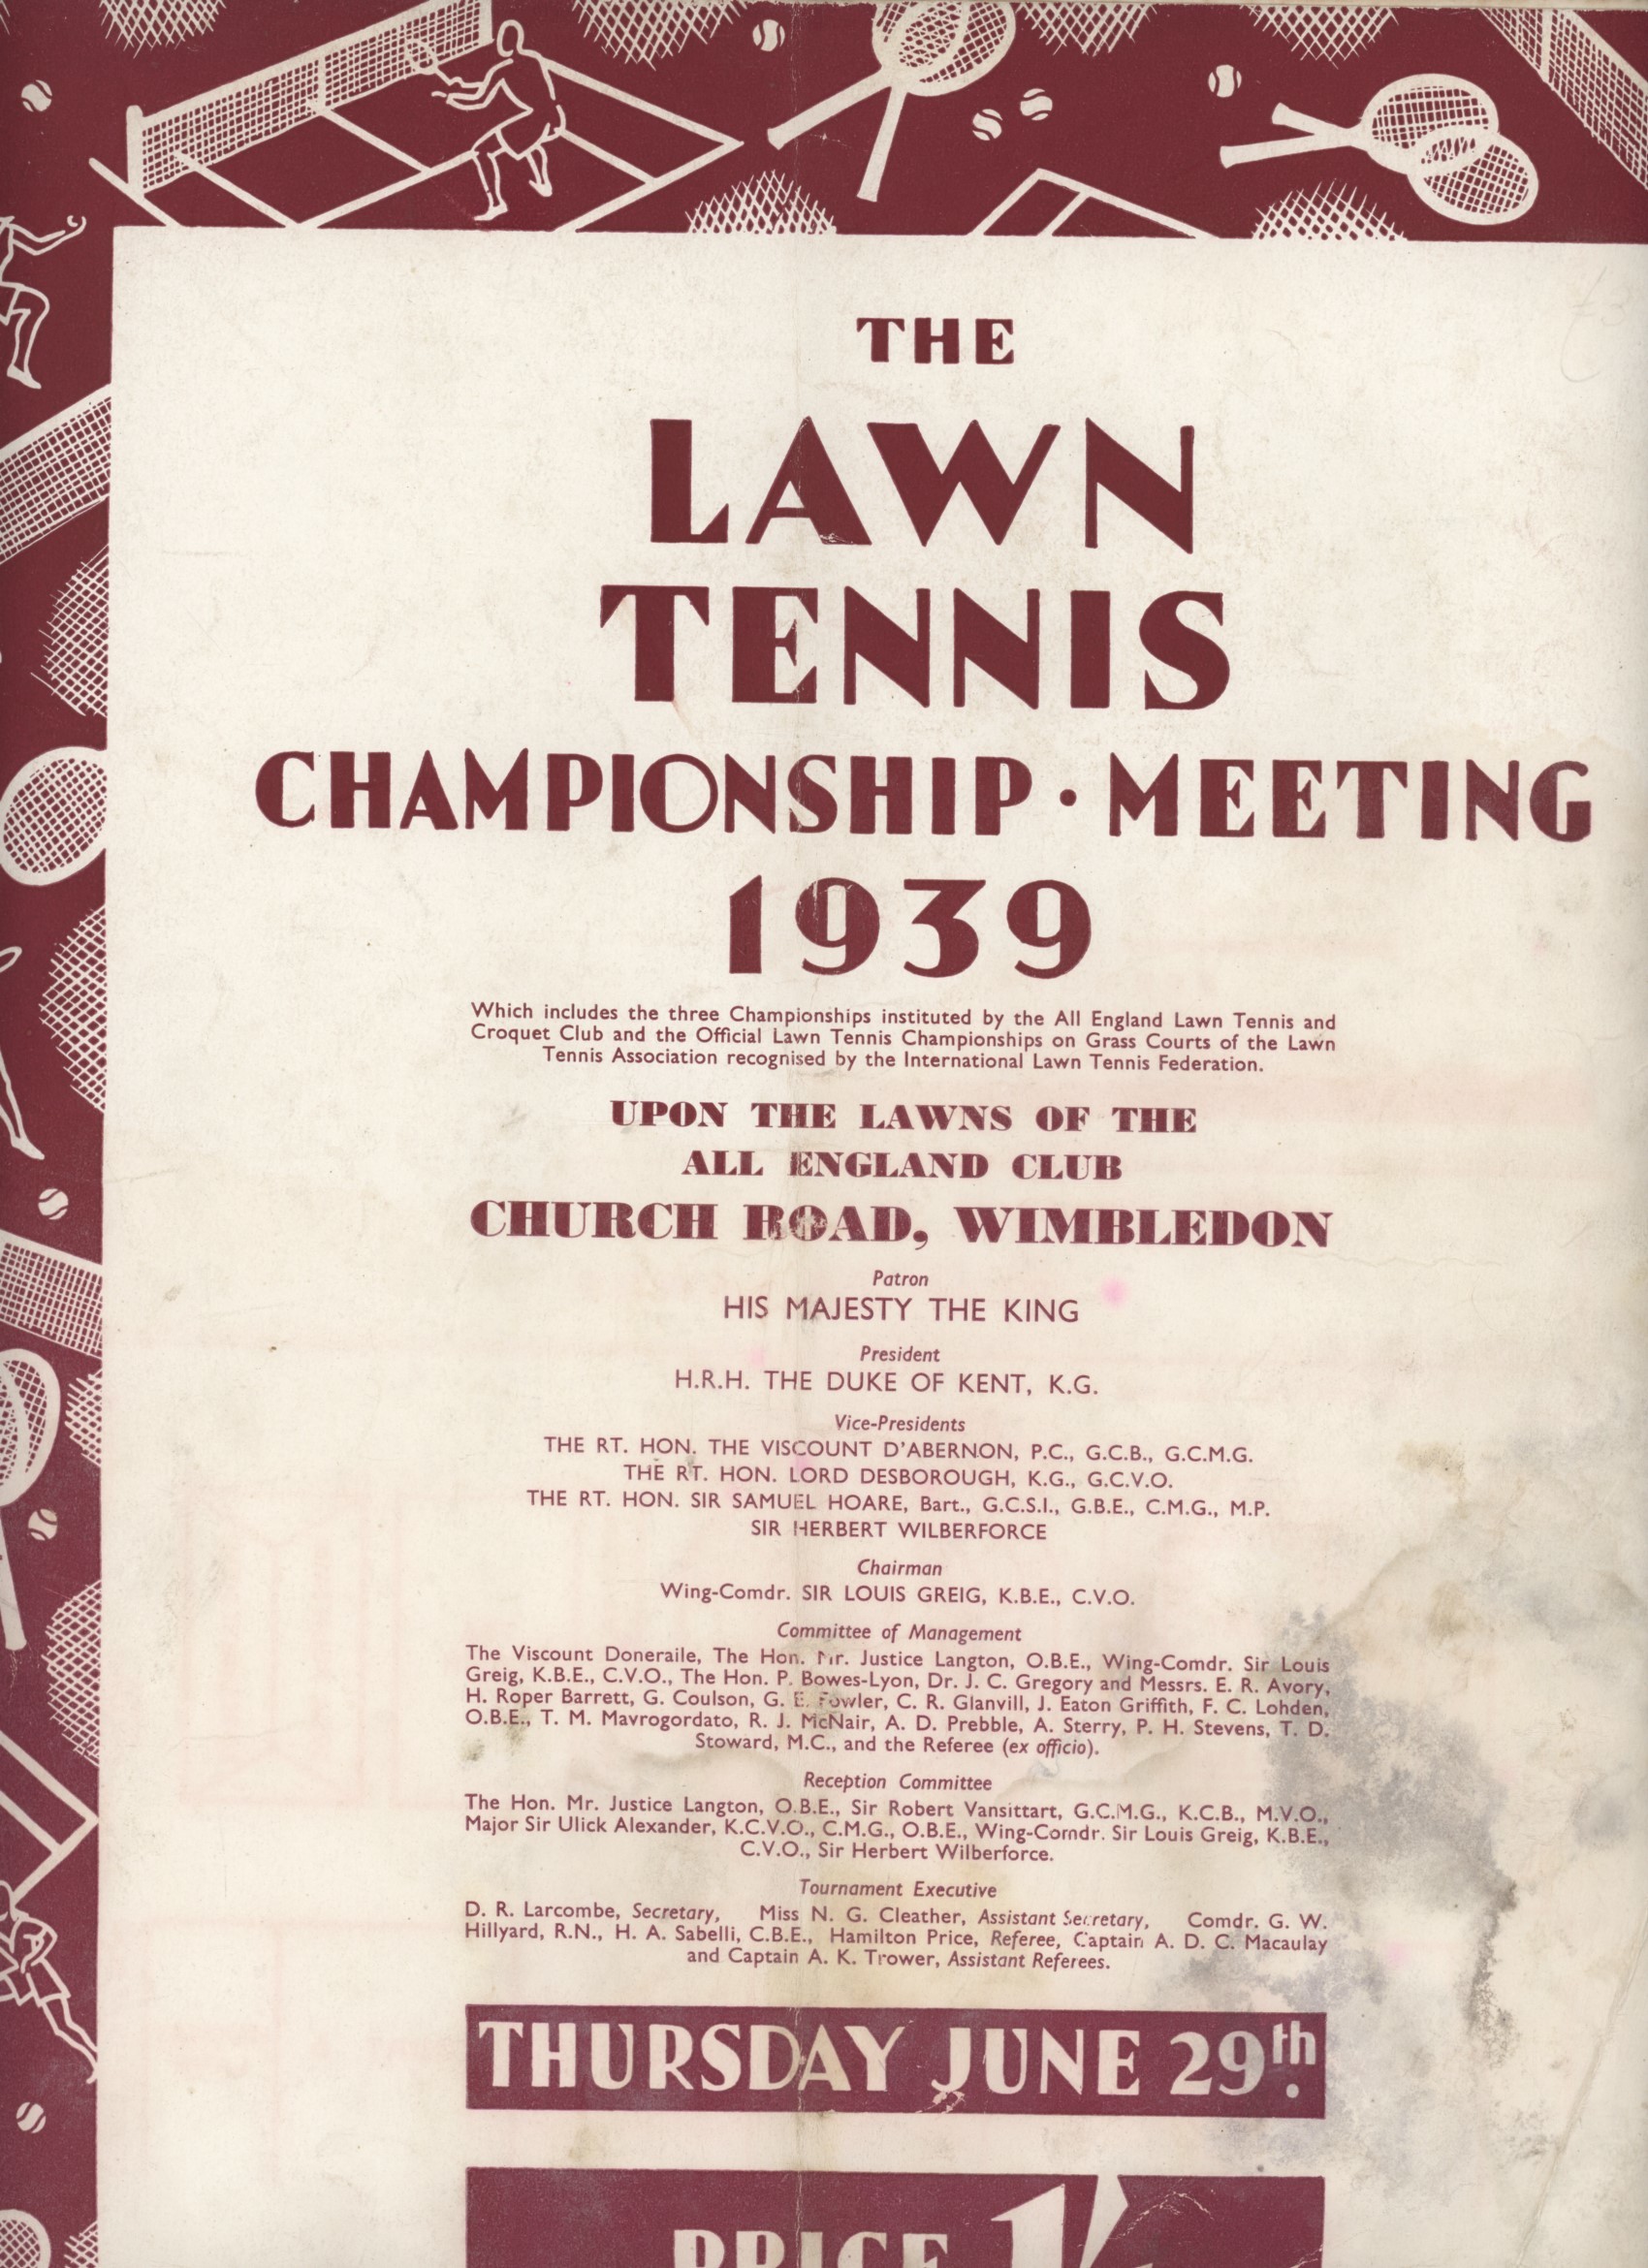 THE
LAWN
TENNIS
CHAMPIONSHIP · MEETING
1939
Which includes the three Championships instituted by the All England Lawn Tennis and
Croquet Club and the Official Lawn Tennis Championships on Grass Courts of the Lawn
Tennis Association recognised by the International Lawn Tennis Federation.
UPON THE LAWNS OF THE
ALL ENGLAND CLUB
CHURCH ROAD, WIMBLEDON
Patron
HIS MAJESTY THE KING
President
H.R.H. THE DUKE OF KENT, K.G.
Vice-Presidents
THE RT. HON. THE VISCOUNT D'ABERNON, P.C., G.C.B., G.C.M.G.
THE RT. HON. LORD DESBOROUGH, K.G., G.C.V.O.
THE RT. HON. SIR SAMUEL HOARE, Bart., G.C.S.I., G.B.E., C.M.G., M.P.
SIR HERBERT WILBERFORCE
Chairman
Wing-Comdr. SIR LOUIS GREIG, K.B.E., C.V.O.
Committee of Management
The Viscount Doneraile, The Hon. Mr. Justice Langton, O.B.E., Wing-Comdr. Sir Louis
Greig, K.B.E., C.V.O., The Hon. P. Bowes-Lyon, Dr. J. C. Gregory and Messrs. E. R. Avory,
H. Roper Barrett, G. Coulson, G. E. Fowler, C. R. Glanvill, J. Eaton Griffith, F. C. Lohden,
O.B.E., T. M. Mavrogordato, R. J. McNair, A. D. Prebble, A. Sterry, P. H. Stevens, T. D.
Stoward, M.C., and the Referee (ex officio).
Reception Committee
The Hon. Mr. Justice Langton, O.B.E., Sir Robert Vansittart, G.C.M.G., K.C.B., M.V.O.,
Major Sir Ulick Alexander, K.C.V.O., C.M.G., O.B.E., Wing-Comdr. Sir Louis Greig, K.B.E.,
C.V.O., Sir Herbert Wilberforce.
Tournament Executive
D. R. Larcombe, Secretary, Miss N. G. Cleather, Assistant Secretary, Comdr. G. W.
Hillyard, R.N., H. A. Sabelli, C.B.E., Hamilton Price, Referee, Captain A. D. C. Macaulay
and Captain A. K. Trower, Assistant Referees.
THURSDAY JUNE 29th.
PRICE 1/